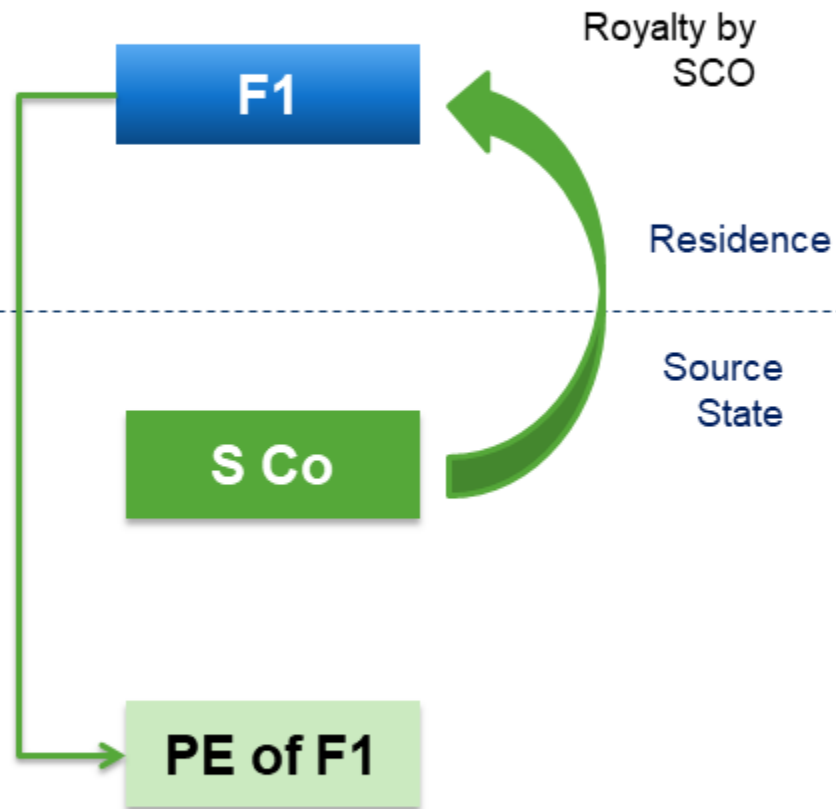 Royalty by
SCO
F1
Residence
Source
State
S Co
PE of F1